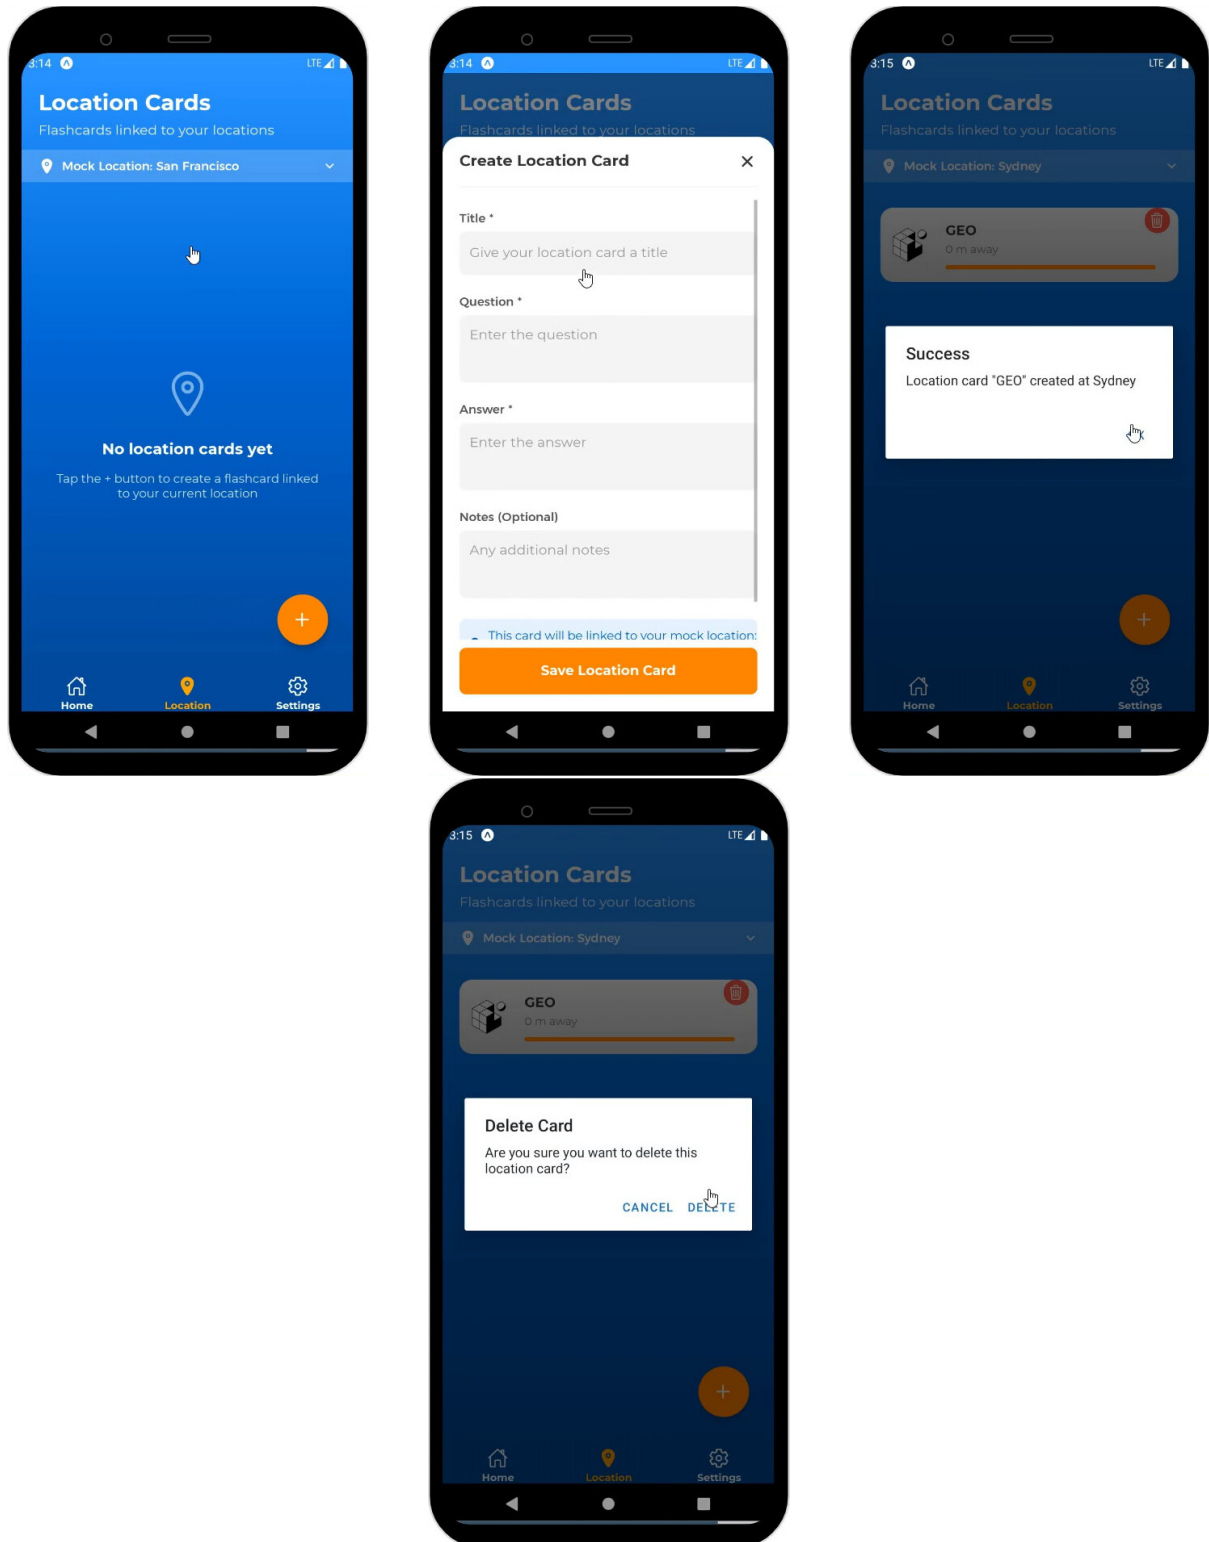 3:14
LTE
Location Cards
Flashcards linked to your locations
Mock Location: San Francisco
No location cards yet
Tap the + button to create a flashcard linked
to your current location
+
Home
Location
Settings
3:14
LTE
Location Cards
Flashcards linked to your locations
Create Location Card
Title *
Give your location card a title
Question *
Enter the question
Answer *
Enter the answer
Notes (Optional)
Any additional notes
This card will be linked to your mock location:
Save Location Card
3:15
LTE
Location Cards
Flashcards linked to your locations
Mock Location: Sydney
GEO
0 m away
Success
Location card "GEO" created at Sydney
+
Home
Location
Settings
3:15
LTE
Location Cards
Flashcards linked to your locations
Mock Location: Sydney
GEO
0 m away
Delete Card
Are you sure you want to delete this
location card?
CANCEL
DELETE
+
Home
Location
Settings